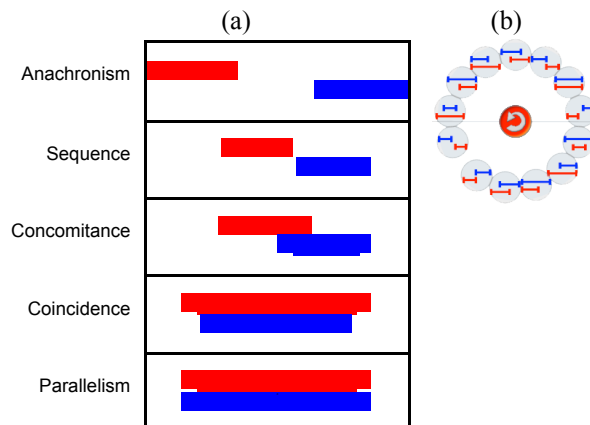 (a)
(b)
Anachronism
Sequence
Concomitance
Coincidence
Parallelism